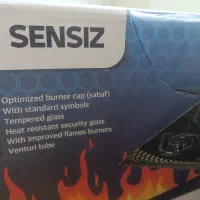 SENSIZ
Optimized burner cap (sabaf)
With standard symbols
Tempered glass
Heat resistant security glass
With improved flames burners
Venturi tube